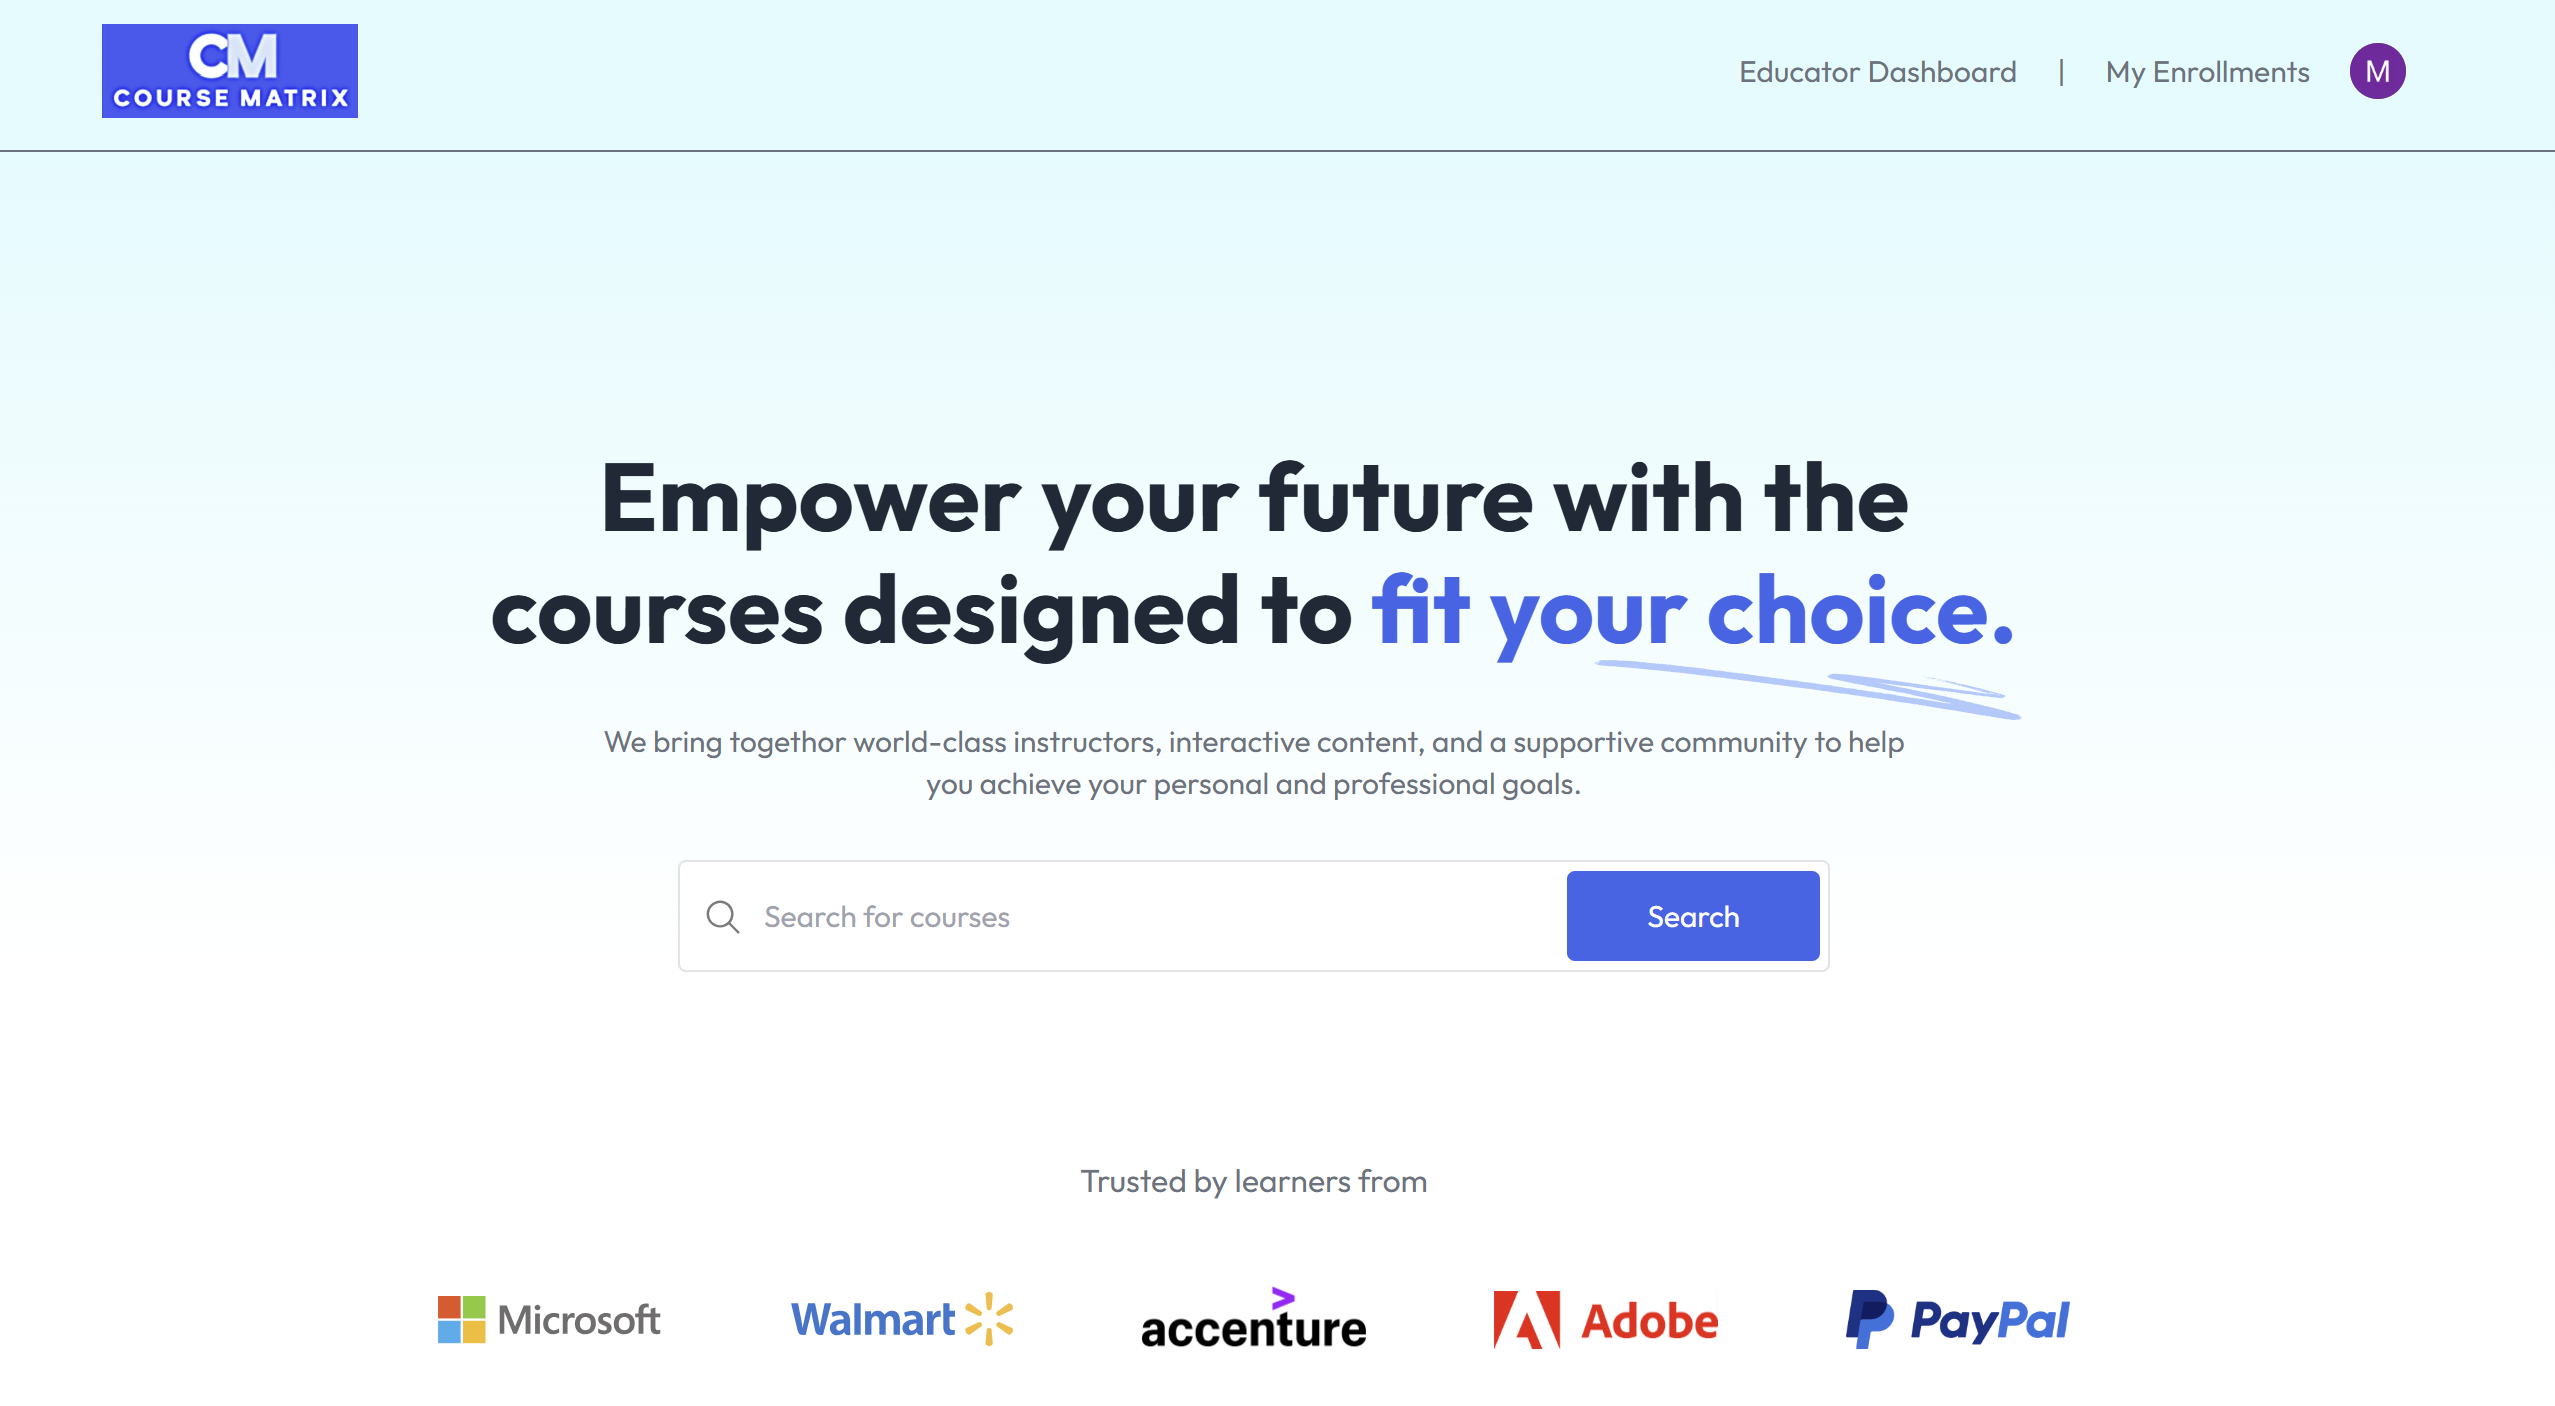 CM
COURSE MATRIX
Educator Dashboard | My Enrollments M
Empower your future with the
courses designed to fit your choice.
We bring togethor world-class instructors, interactive content, and a supportive community to help
you achieve your personal and professional goals.
Search for courses Search
Trusted by learners from
Microsoft Walmart accenture Adobe PayPal